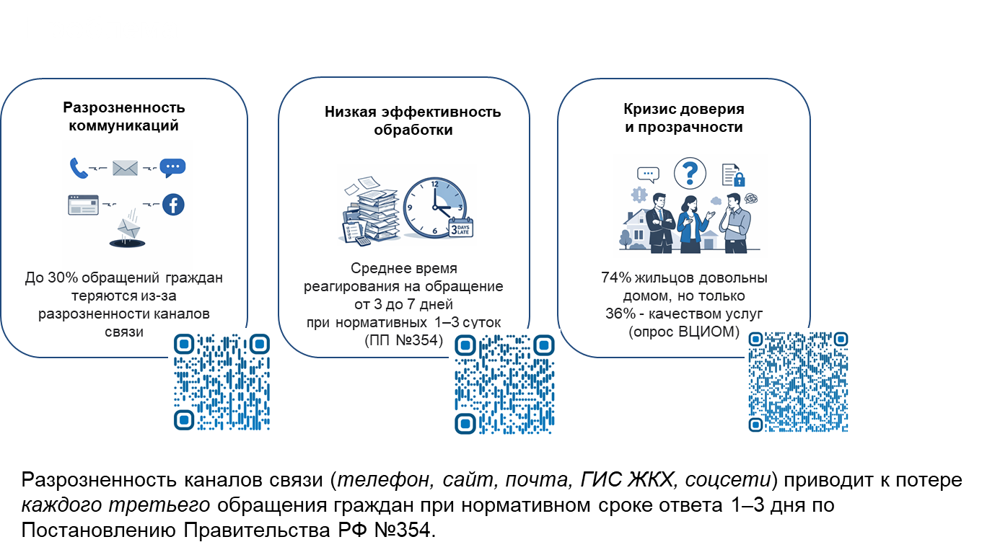 Разрозненность
коммуникаций
До 30% обращений граждан
теряются из-за
разрозненности каналов
связи
Низкая эффективность
обработки
12
3
6
9
3 DAYS
LATE
Среднее время
реагирования на обращение
от 3 до 7 дней
при нормативных 1–3 суток
(ПП №354)
Кризис доверия
и прозрачности
?
74% жильцов довольны
домом, но только
36% - качеством услуг
(опрос ВЦИОМ)
Разрозненность каналов связи (телефон, сайт, почта, ГИС ЖКХ, соцсети) приводит к потере
каждого третьего обращения граждан при нормативном сроке ответа 1–3 дня по
Постановлению Правительства РФ №354.